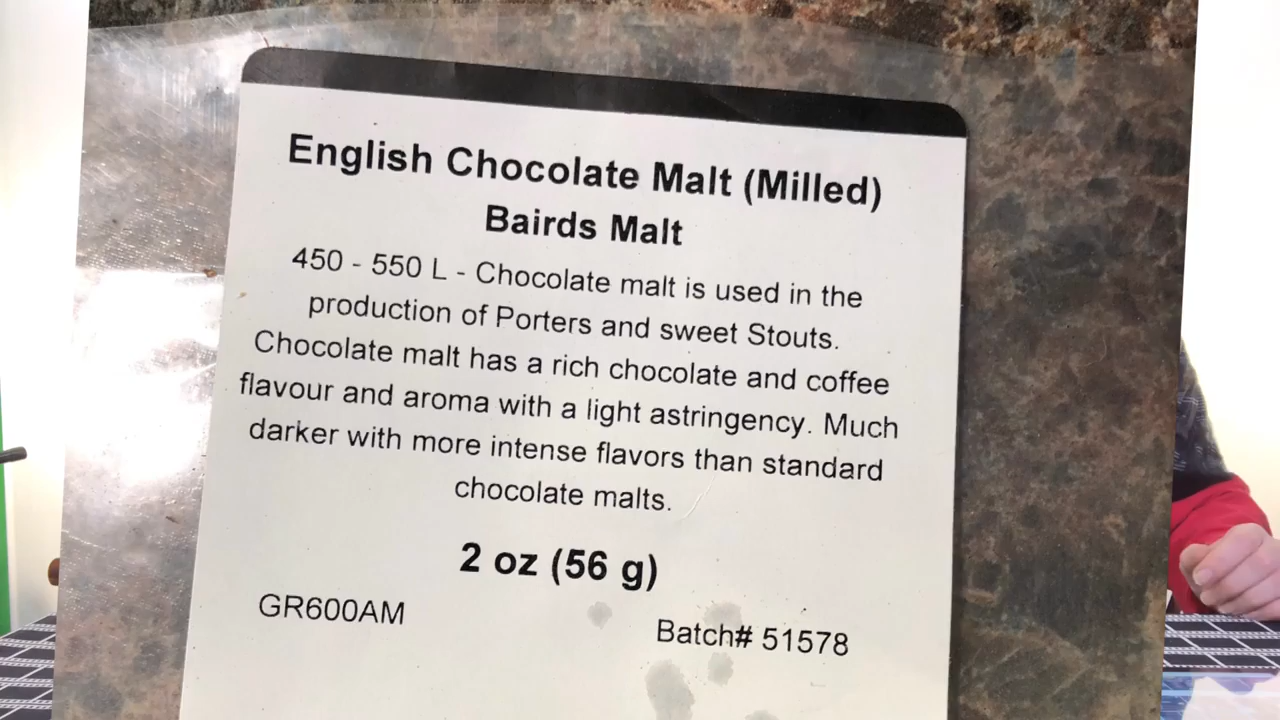 English Chocolate Malt (Milled)
Bairds Malt
450 - 550 L - Chocolate malt is used in the
production of Porters and sweet Stouts.
Chocolate malt has a rich chocolate and coffee
flavour and aroma with a light astringency. Much
darker with more intense flavors than standard
chocolate malts.
2 oz (56 g)
GR600AM
Batch# 51578